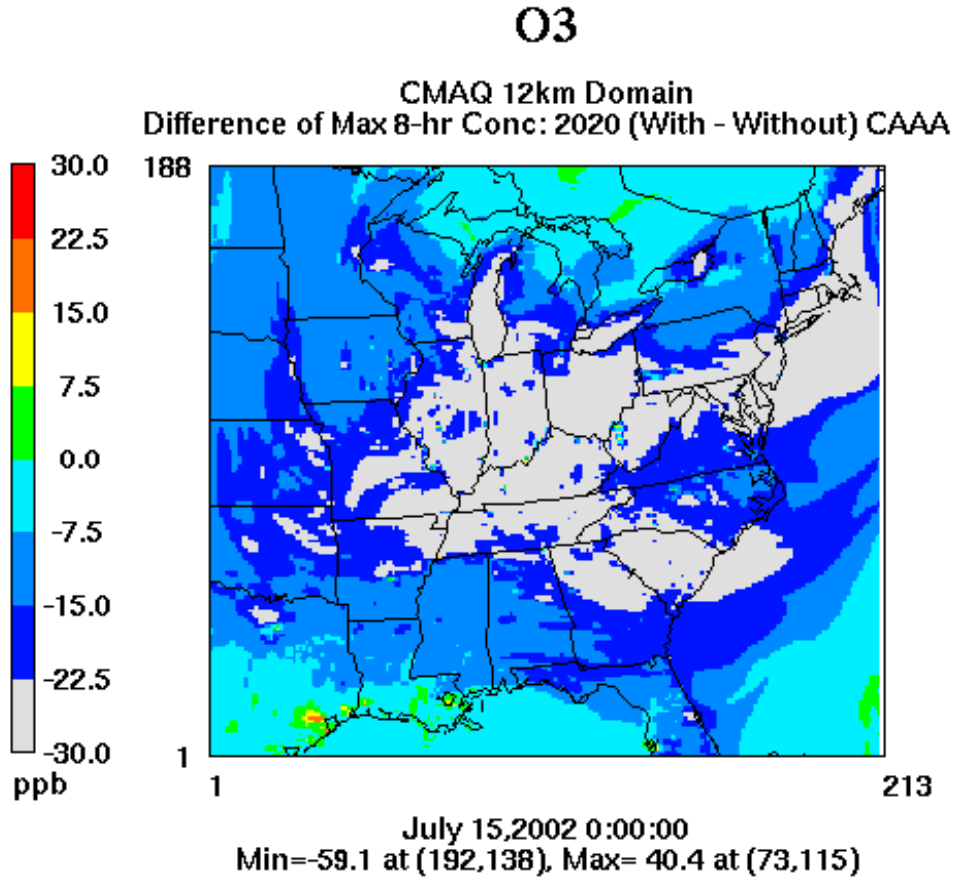 O3
CMAQ 12km Domain
Difference of Max 8-hr Conc: 2020 (With - Without) CAAA
30.0
22.5
15.0
7.5
0.0
-7.5
-15.0
-22.5
-30.0
ppb
188
1
1
213
July 15,2002 0:00:00
Min=-59.1 at (192,138), Max= 40.4 at (73,115)